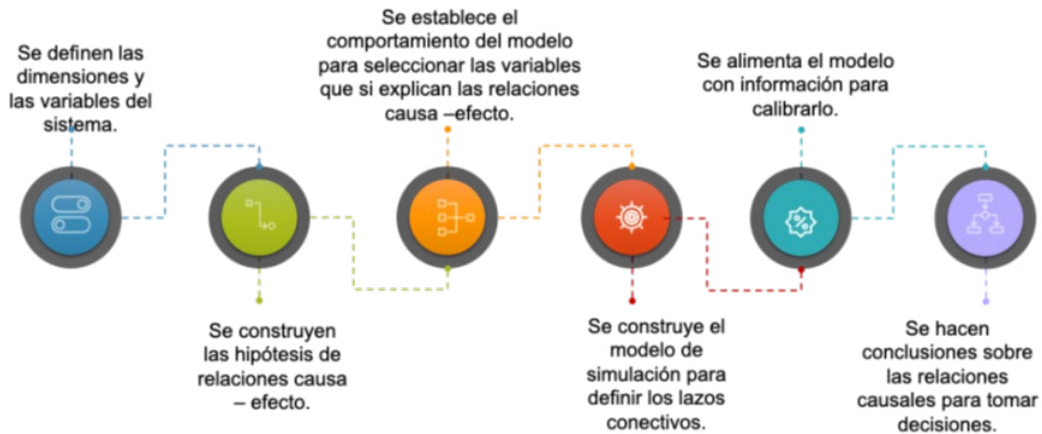 Se definen las
dimensiones y
las variables del
sistema.
Se construyen
las hipótesis de
relaciones causa
– efecto.
Se establece el
comportamiento del modelo
para seleccionar las variables
que si explican las relaciones
causa –efecto.
Se construye el
modelo de
simulación para
definir los lazos
conectivos.
Se alimenta el modelo
con información para
calibrarlo.
Se hacen
conclusiones sobre
las relaciones
causales para tomar
decisiones.